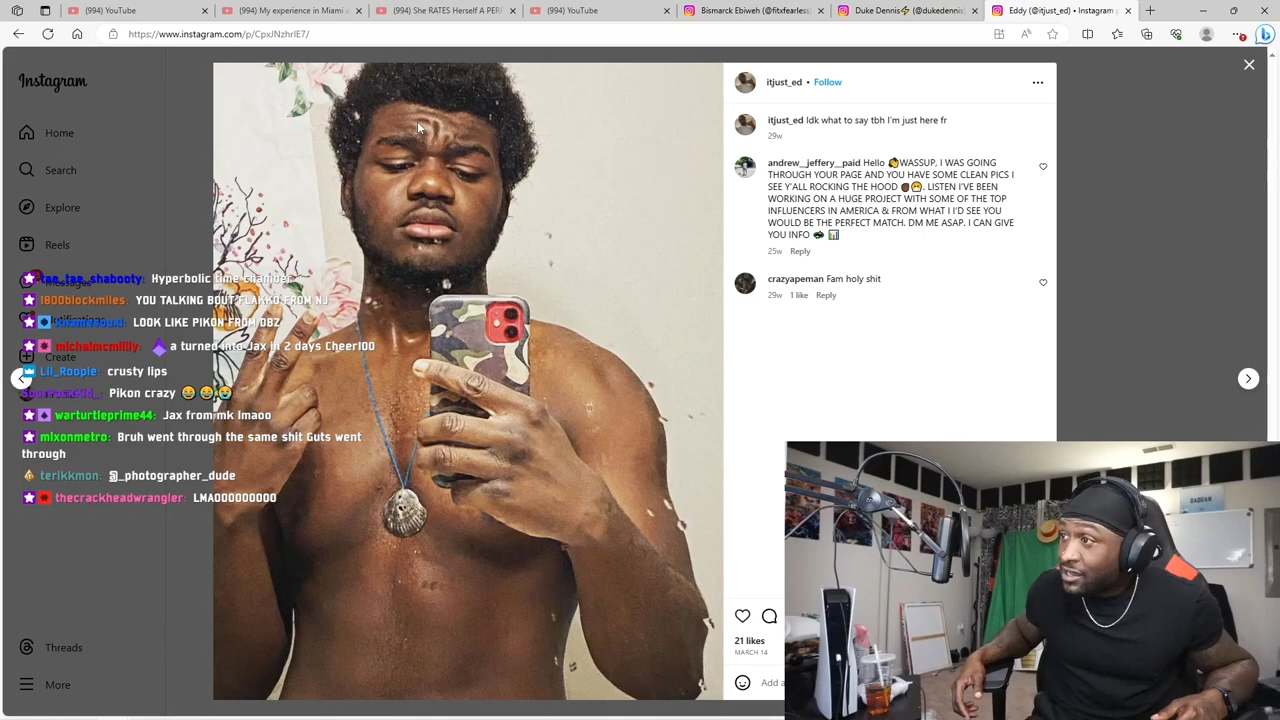 (994) YouTube
(994) My experience in Miami a
(994) She RATES Herself A PERF
(994) YouTube
Bismarck Ebiweh (@fitxfearless
Duke Dennis⚡ (@dukedennis
Eddy (@itjust_ed) • Instagram p
https://www.instagram.com/p/CpxJNzhrIE7/
Instagram
Home
Search
Explore
Reels
Messages
Notifications
Create
Threads
More
tae_tae_shabooty: Hyperbolic time chamber
1800blockmiles: YOU TALKING BOUT FLAKKO FROM NJ
LOOK LIKE PIKON FROM DBZ
michaimcmillly: a turned into Jax in 2 days Cheer100
Lil_Roopie: crusty lips
Pikon crazy 😂 😂 😭
warturtleprime44: Jax from mk lmaoo
mixonmetro: Bruh went through the same shit Guts went
through
terikkmon: @_photographer_dude
thecrackheadwrangler: LMAOOOOOOOOO
itjust_ed • Follow
itjust_ed Idk what to say tbh I'm just here fr
29w
andrew__jeffery__paid Hello 👏WASSUP, I WAS GOING
THROUGH YOUR PAGE AND YOU HAVE SOME CLEAN PICS I
SEE Y'ALL ROCKING THE HOOD. LISTEN I'VE BEEN
WORKING ON A HUGE PROJECT WITH SOME OF THE TOP
INFLUENCERS IN AMERICA & FROM WHAT I I'D SEE YOU
WOULD BE THE PERFECT MATCH. DM ME ASAP. I CAN GIVE
YOU INFO 📊
25w Reply
crazyapeman Fam holy shit
29w 1 like Reply
21 likes
MARCH 14
Add a
DAQUAN